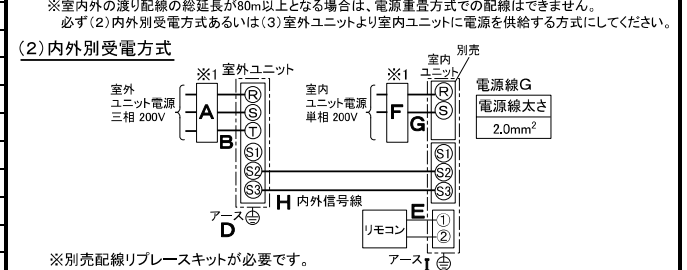 ※室内外の渡り配線の総延長が80m以上となる場合は、電源重畳方式での配線はできません。
必ず(2)内外別受電方式あるいは(3)室外ユニットより室内ユニットに電源を供給する方式にしてください。
(2)内外別受電方式
別売
※1
室外ユニット
※1
室内
ユニット
室外
ユニット電源
三相 200V
A
B
R
S
T
S1
S2
S3
室内
ユニット電源
単相 200V
F
G
R
S
S1
S2
S3
電源線G
電源線太さ
2.0mm²
H 内外信号線
アース
D
リモコン
E
①
②
アース
I
※別売配線リプレースキットが必要です。